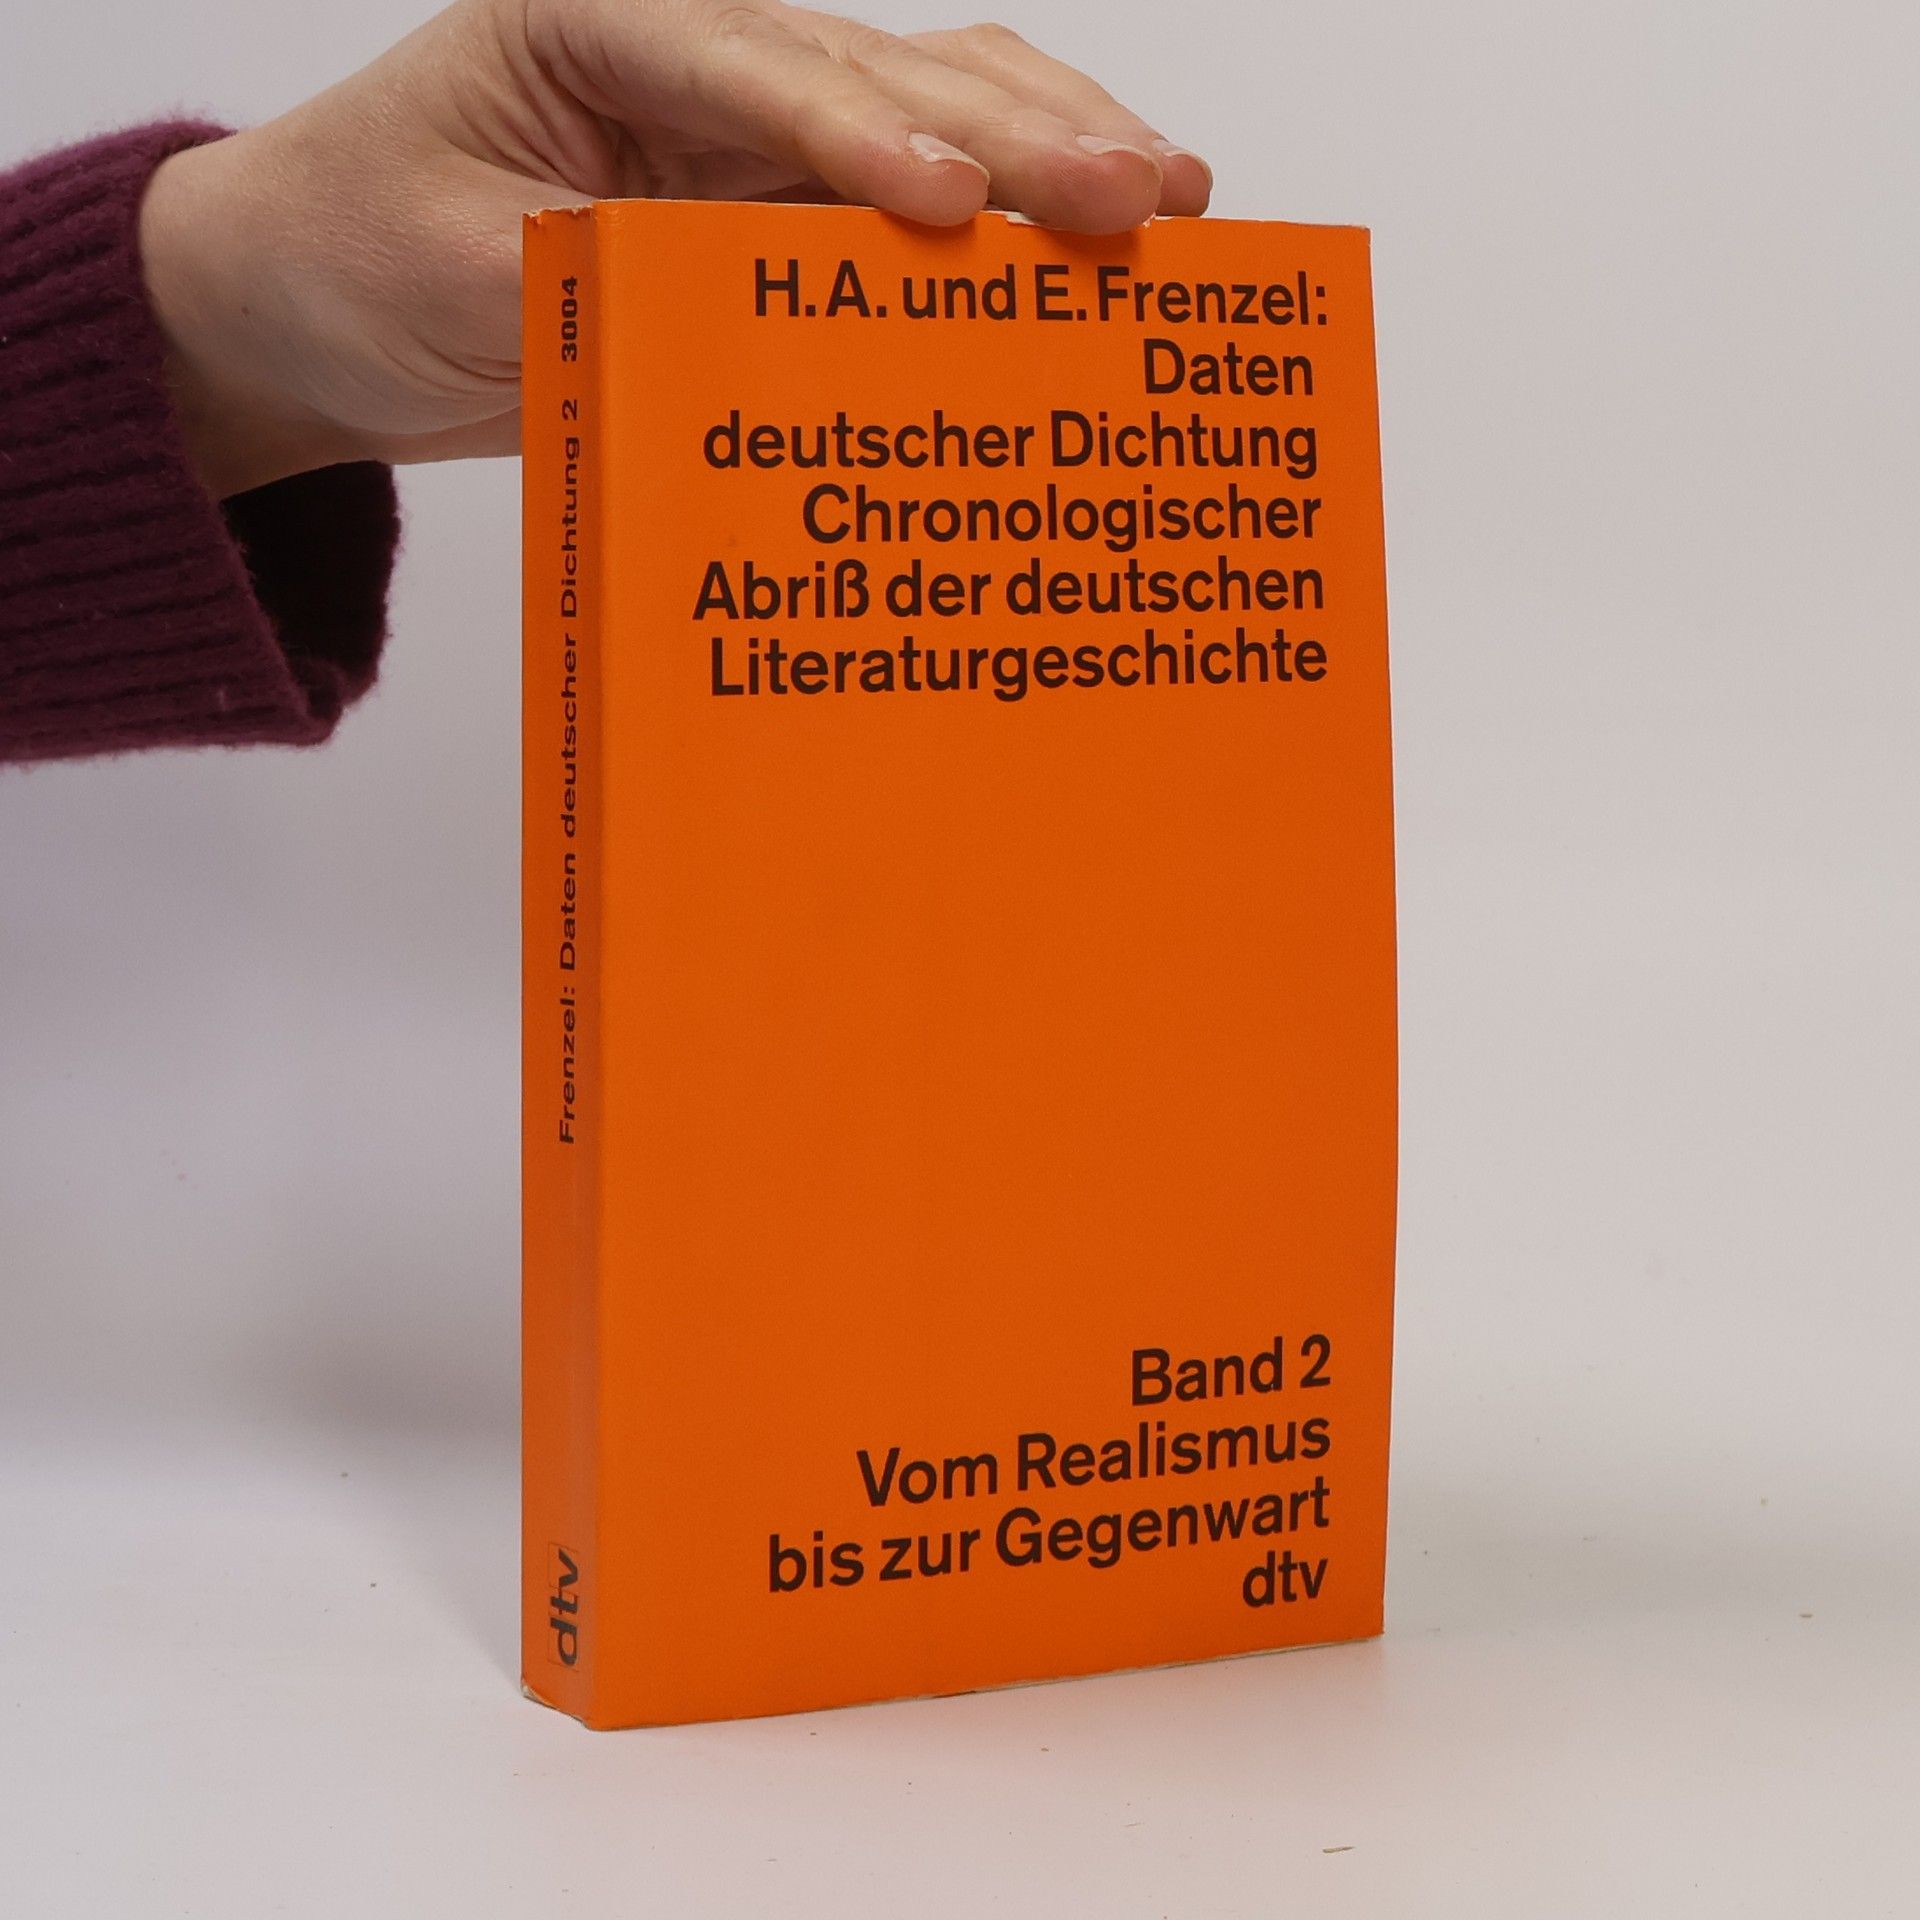 H. A. und E. Frenzel:
Daten
deutscher Dichtung
Chronologischer
Abriß der deutschen
Literaturgeschichte
Band 2
Vom Realismus
bis zur Gegenwart
dtv
Frenzel: Daten deutscher Dichtung 2 3004
dtv